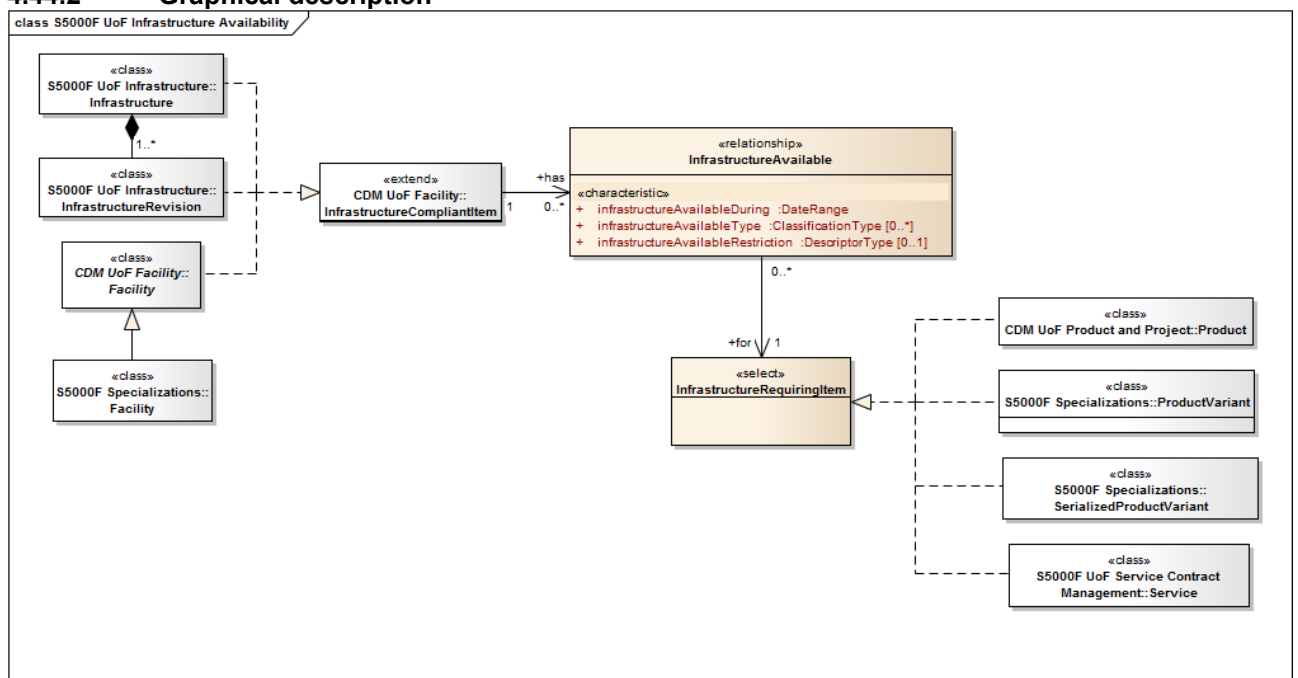 4.44.2 Graphical description
class S5000F UoF Infrastructure Availability
«class»
S5000F UoF Infrastructure::
Infrastructure
1..*
«class»
S5000F UoF Infrastructure::
InfrastructureRevision
«class»
CDM UoF Facility::
Facility
«class»
S5000F Specializations::
Facility
«extend»
CDM UoF Facility::
InfrastructureCompliantItem
1
+has
0..*
«relationship»
InfrastructureAvailable
«characteristic»
+ infrastructureAvailableDuring :DateRange
+ infrastructureAvailableType :ClassificationType [0..*]
+ infrastructureAvailableRestriction :DescriptorType [0..1]
0..*
+for
1
«select»
InfrastructureRequiringItem
«class»
CDM UoF Product and Project::Product
«class»
S5000F Specializations::ProductVariant
«class»
S5000F Specializations::
SerializedProductVariant
«class»
S5000F UoF Service Contract
Management::Service